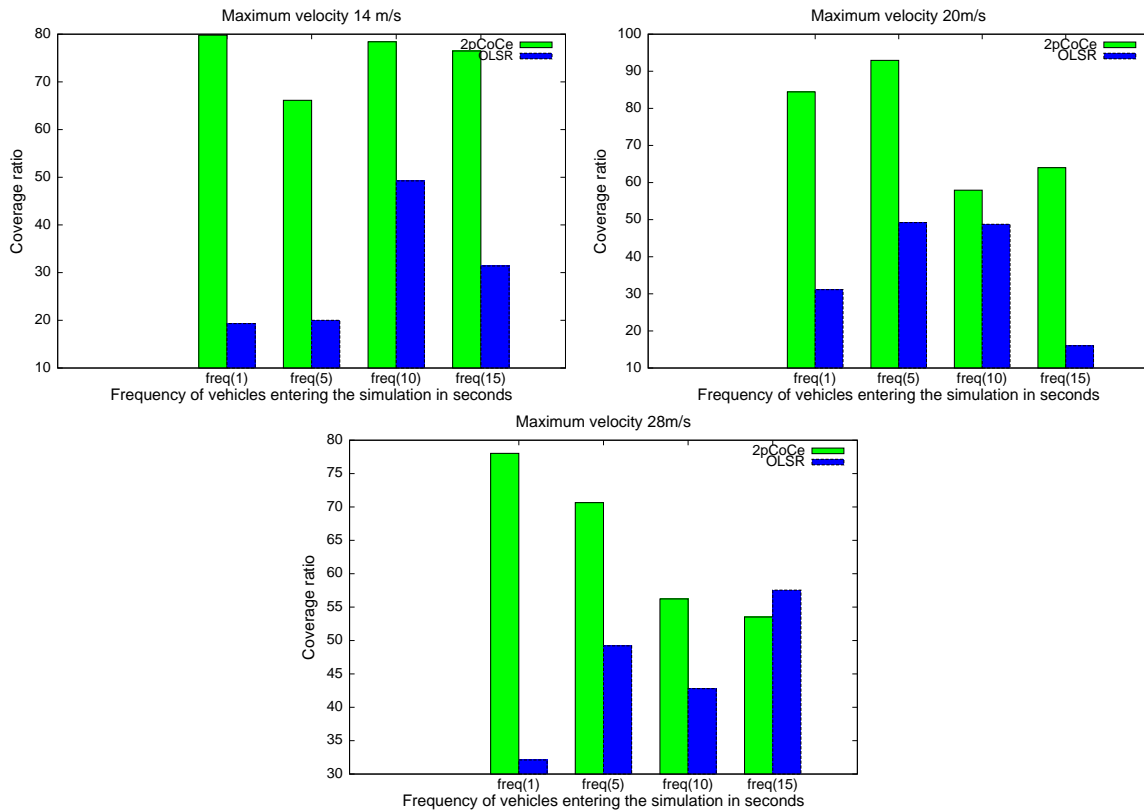 Maximum velocity 14 m/s
80
70
60
50
40
30
20
10
Coverage ratio
2pCoCe
OLSR
freq(1) freq(5) freq(10) freq(15)
Frequency of vehicles entering the simulation in seconds
Maximum velocity 20m/s
100
90
80
70
60
50
40
30
20
10
Coverage ratio
2pCoCe
OLSR
freq(1) freq(5) freq(10) freq(15)
Frequency of vehicles entering the simulation in seconds
Maximum velocity 28m/s
80
75
70
65
60
55
50
45
40
35
30
Coverage ratio
2pCoCe
OLSR
freq(1) freq(5) freq(10) freq(15)
Frequency of vehicles entering the simulation in seconds